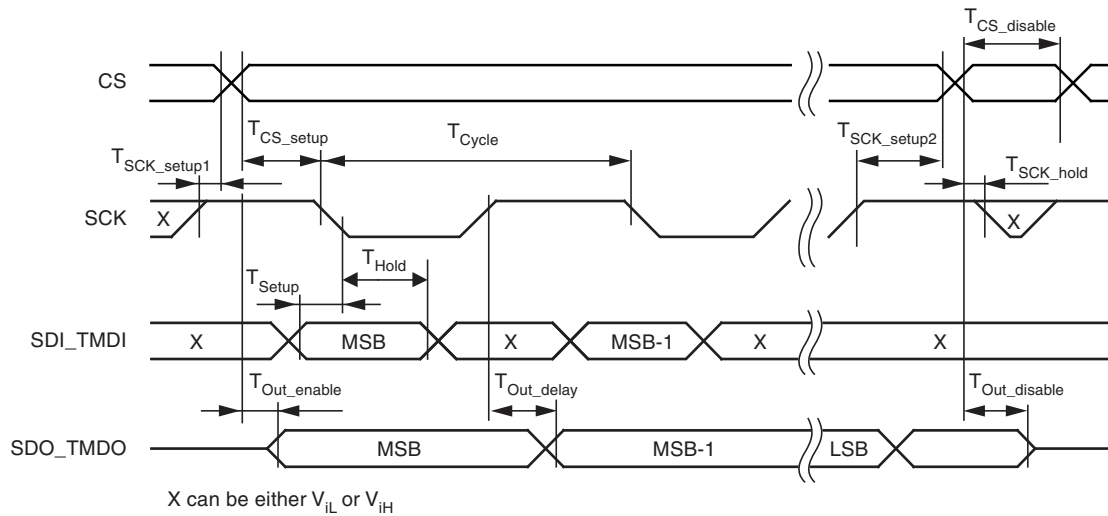 T_CS_disable
CS
T_CS_setup
T_Cycle
T_SCK_setup2
T_SCK_setup1
T_SCK_hold
SCK
X
X
T_Hold
T_Setup
SDI_TMDI
X
MSB
X
MSB-1
X
X
T_Out_enable
T_Out_delay
T_Out_disable
SDO_TMDO
MSB
MSB-1
LSB
X can be either V_iL or V_iH